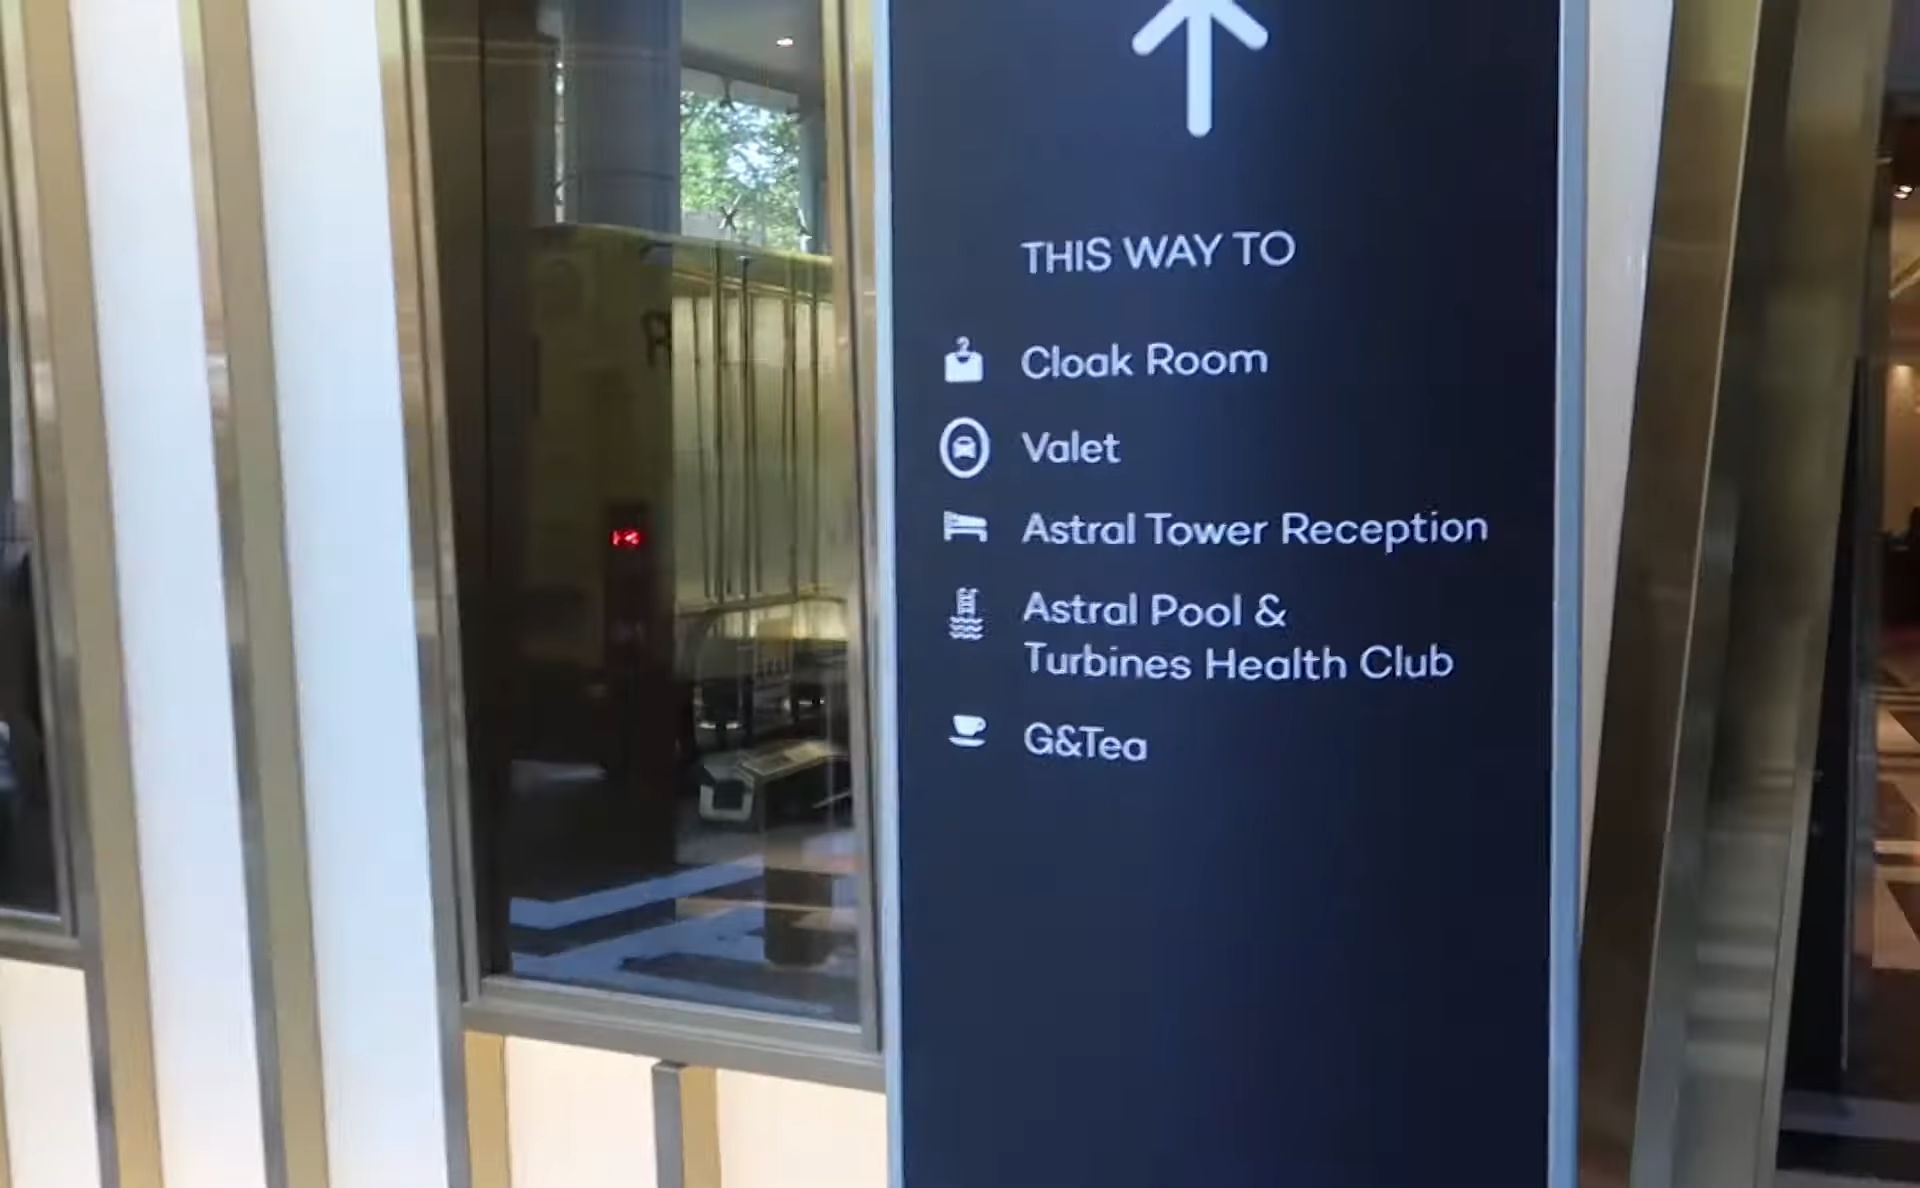 THIS WAY TO
Cloak Room
Valet
Astral Tower Reception
Astral Pool &
Turbines Health Club
G&Tea